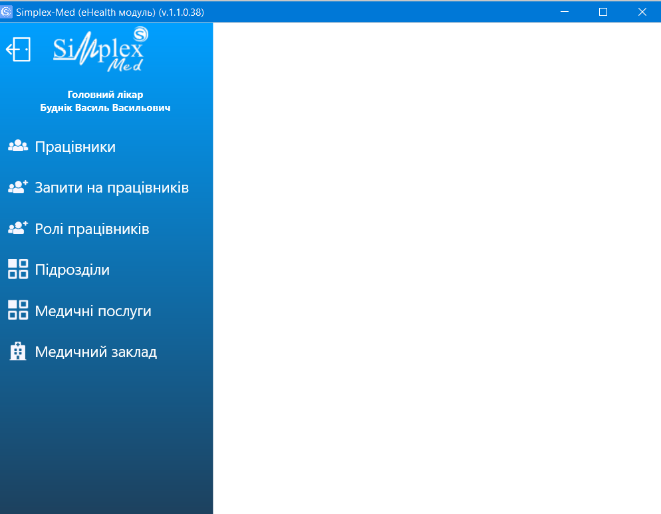 Simplex-Med (eHealth модуль) (v.1.1.0.38)
Simplex
Med
Головний лікар
Буднік Василь Васильович
Працівники
Запити на працівників
Ролі працівників
Підрозділи
Медичні послуги
Медичний заклад